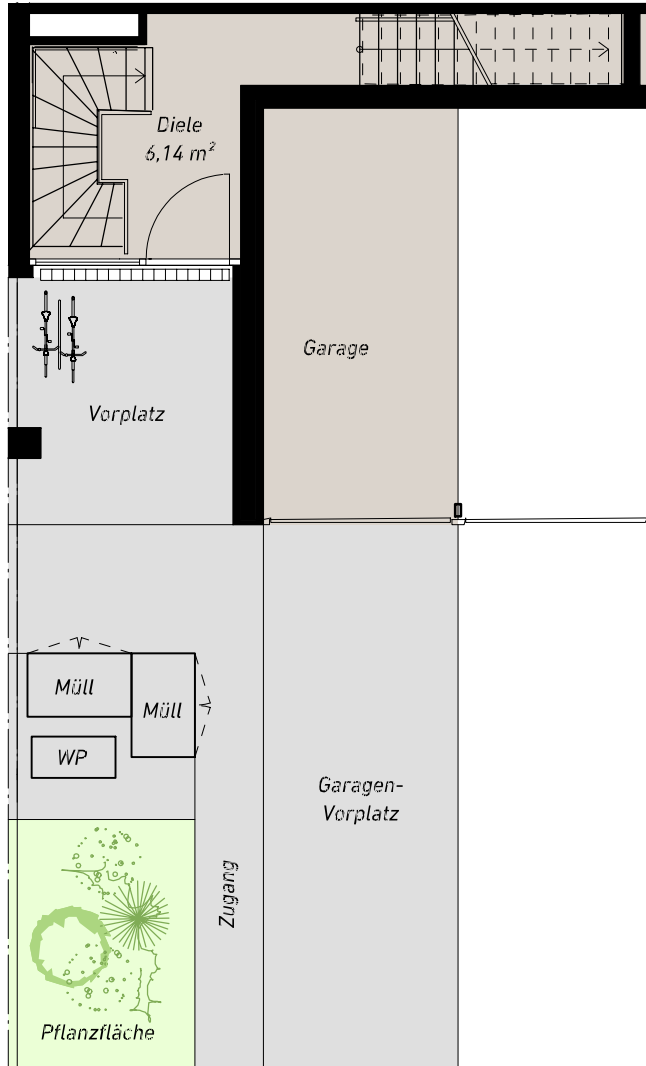 Diele
6,14 m²
Garage
Vorplatz
Müll
Müll
WP
Garagen-
Vorplatz
Zugang
Pflanzfläche